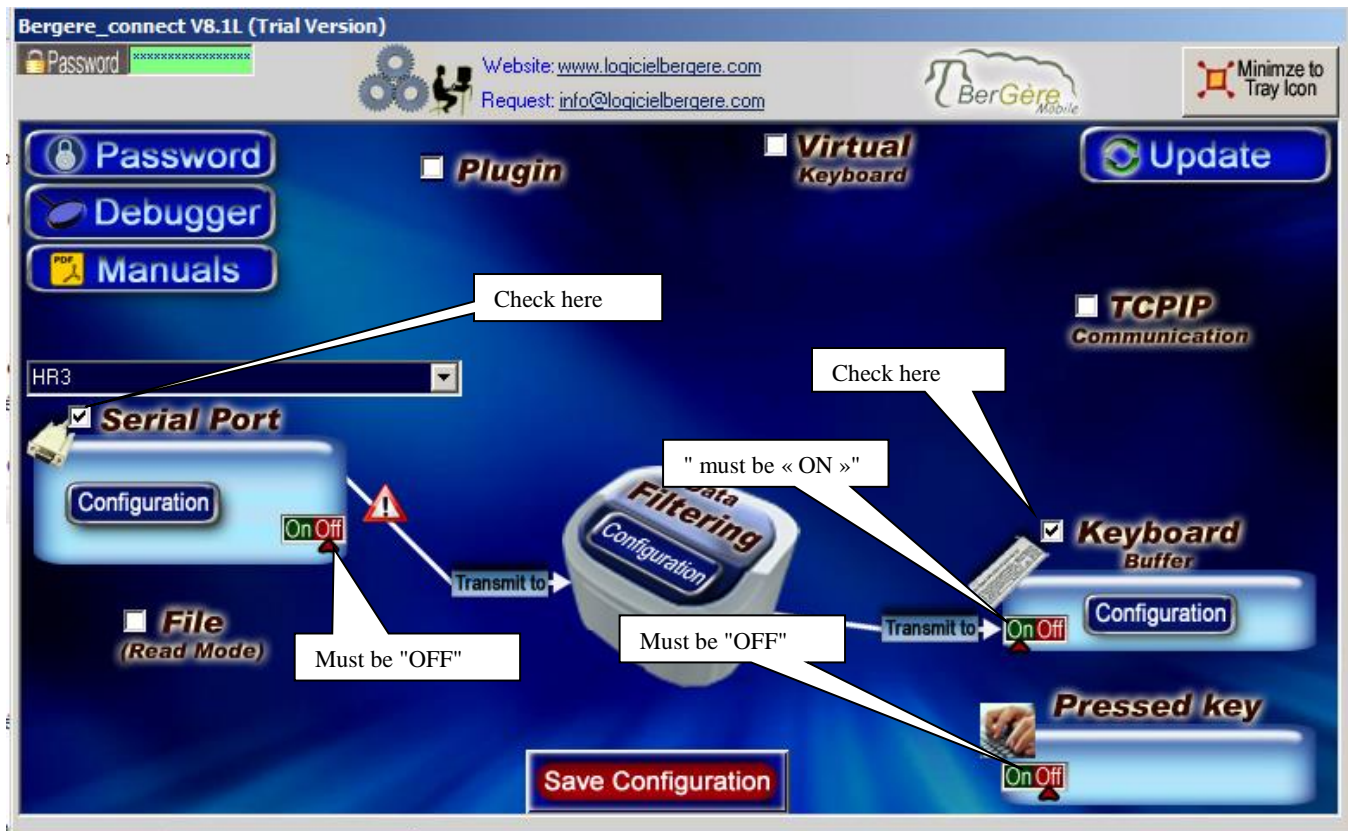 Bergere_connect V8.1L (Trial Version)
Password ******************
Website: www.logicielbergere.com
Request: info@logicielbergere.com
BerGère
Mobile
Minimze to
Tray Icon
Password
Debugger
PDF
Manuals
Plugin
Virtual
Keyboard
Update
Check here
TCPIP
Communication
HR3
Check here
Serial Port
Configuration
On Off
" must be « ON »"
Data
Filtering
Configuration
Transmit to
Keyboard
Buffer
Configuration
Transmit to
On Off
File
(Read Mode)
Must be "OFF"
Must be "OFF"
Pressed key
On Off
Save Configuration